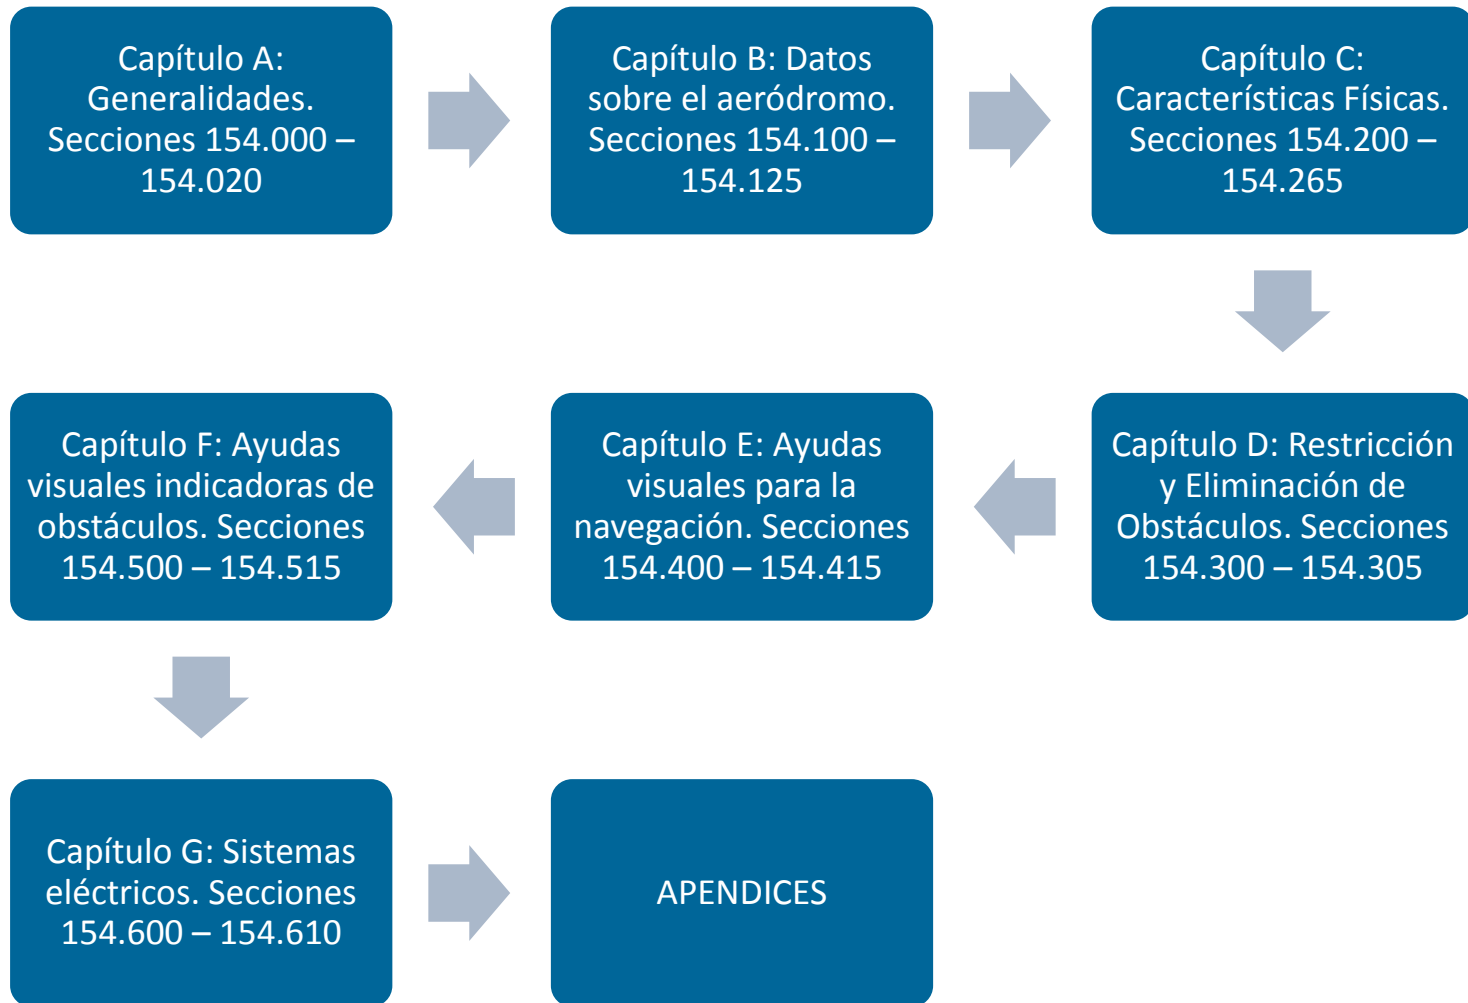 Capítulo A:
Generalidades.
Secciones 154.000 –
154.020
Capítulo B: Datos
sobre el aeródromo.
Secciones 154.100 –
154.125
Capítulo C:
Características Físicas.
Secciones 154.200 –
154.265
Capítulo D: Restricción
y Eliminación de
Obstáculos. Secciones
154.300 – 154.305
Capítulo E: Ayudas
visuales para la
navegación. Secciones
154.400 – 154.415
Capítulo F: Ayudas
visuales indicadoras de
obstáculos. Secciones
154.500 – 154.515
Capítulo G: Sistemas
eléctricos. Secciones
154.600 – 154.610
APENDICES